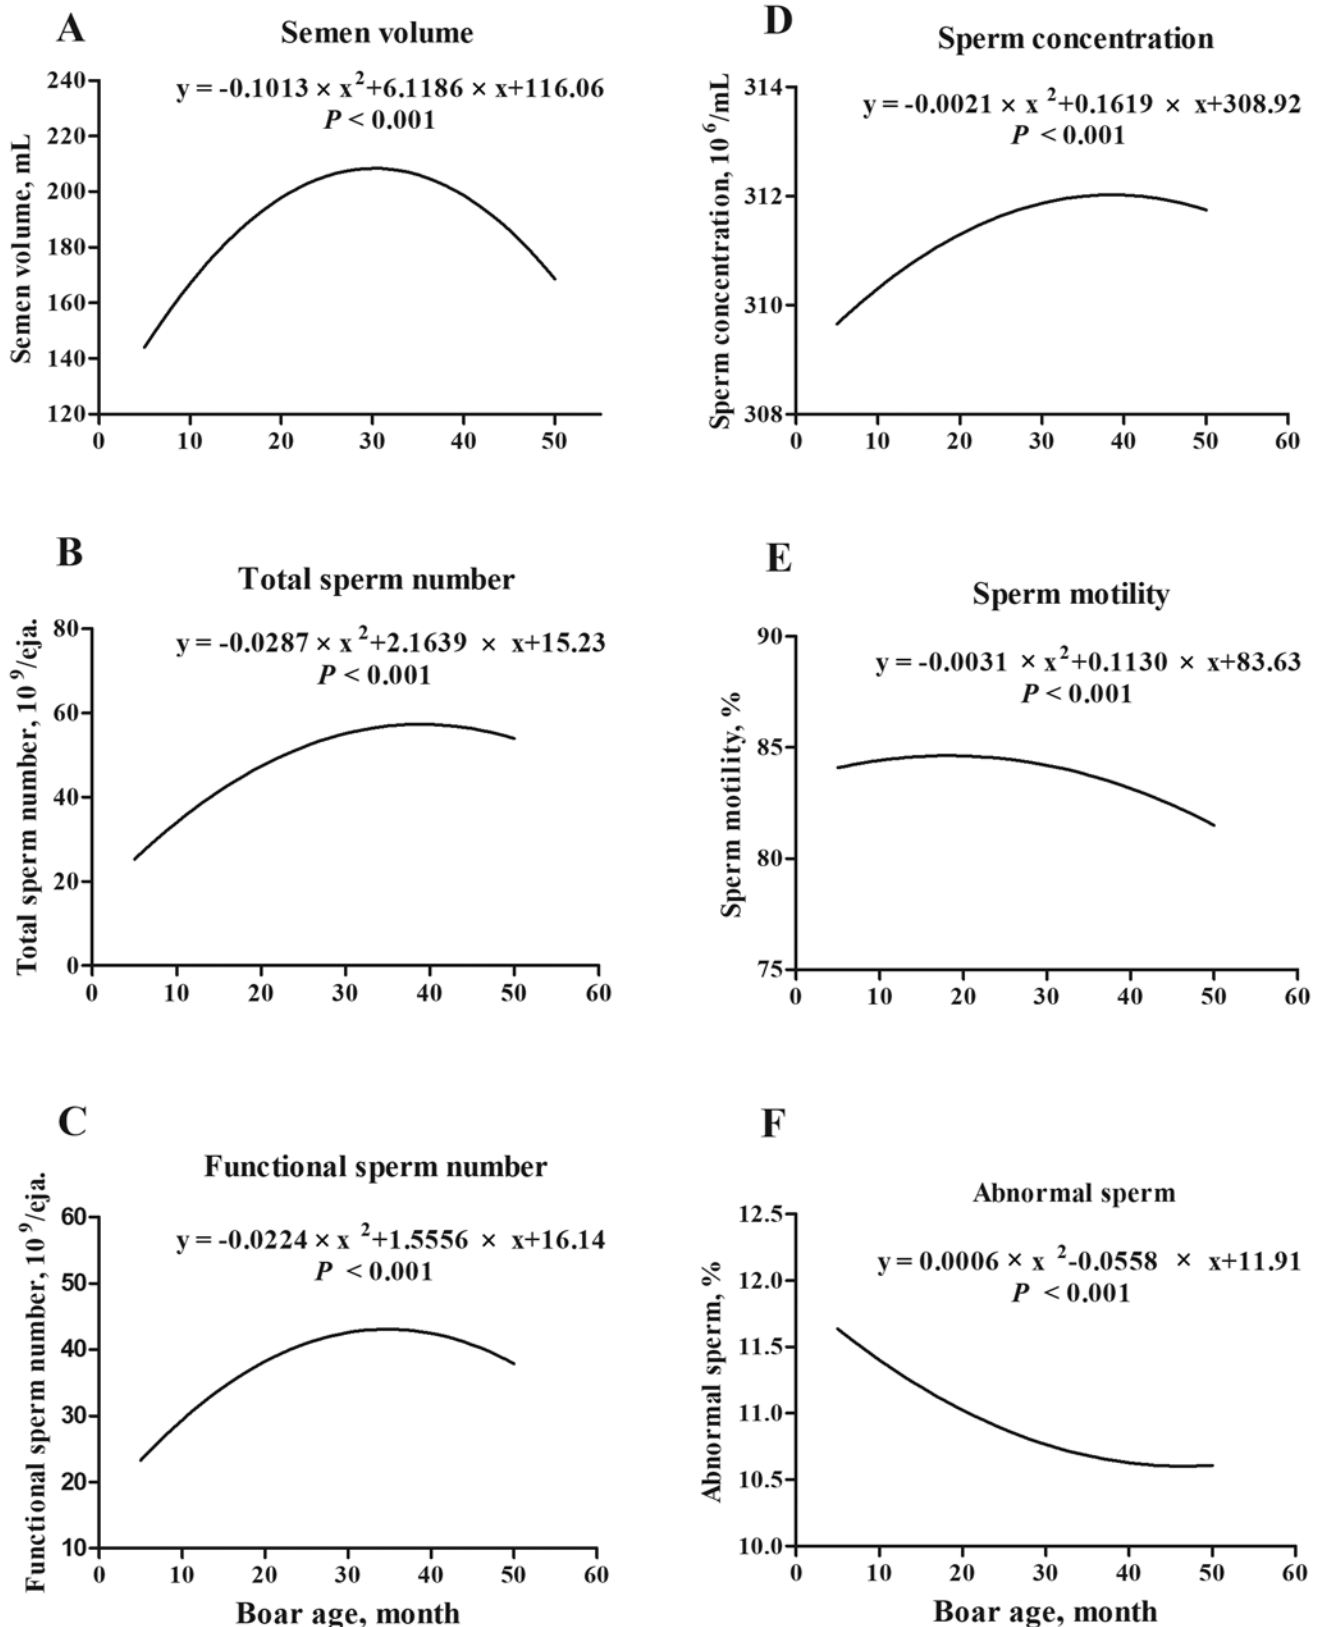 A
Semen volume
y = -0.1013 × x²+6.1186 × x+116.06
P < 0.001
Semen volume, mL
240
220
200
180
160
140
120
0 10 20 30 40 50
B
Total sperm number
y = -0.0287 × x²+2.1639 × x+15.23
P < 0.001
Total sperm number, 10⁹/eja.
80
60
40
20
0
0 10 20 30 40 50 60
C
Functional sperm number
y = -0.0224 × x²+1.5556 × x+16.14
P < 0.001
Functional sperm number, 10⁹/eja.
60
50
40
30
20
10
0 10 20 30 40 50 60
Boar age, month
D
Sperm concentration
y = -0.0021 × x²+0.1619 × x+308.92
P < 0.001
Sperm concentration, 10⁶/mL
314
312
310
308
0 10 20 30 40 50 60
E
Sperm motility
y = -0.0031 × x²+0.1130 × x+83.63
P < 0.001
Sperm motility, %
90
85
80
75
0 10 20 30 40 50 60
F
Abnormal sperm
y = 0.0006 × x²-0.0558 × x+11.91
P < 0.001
Abnormal sperm, %
12.5
12.0
11.5
11.0
10.5
10.0
0 10 20 30 40 50 60
Boar age, month